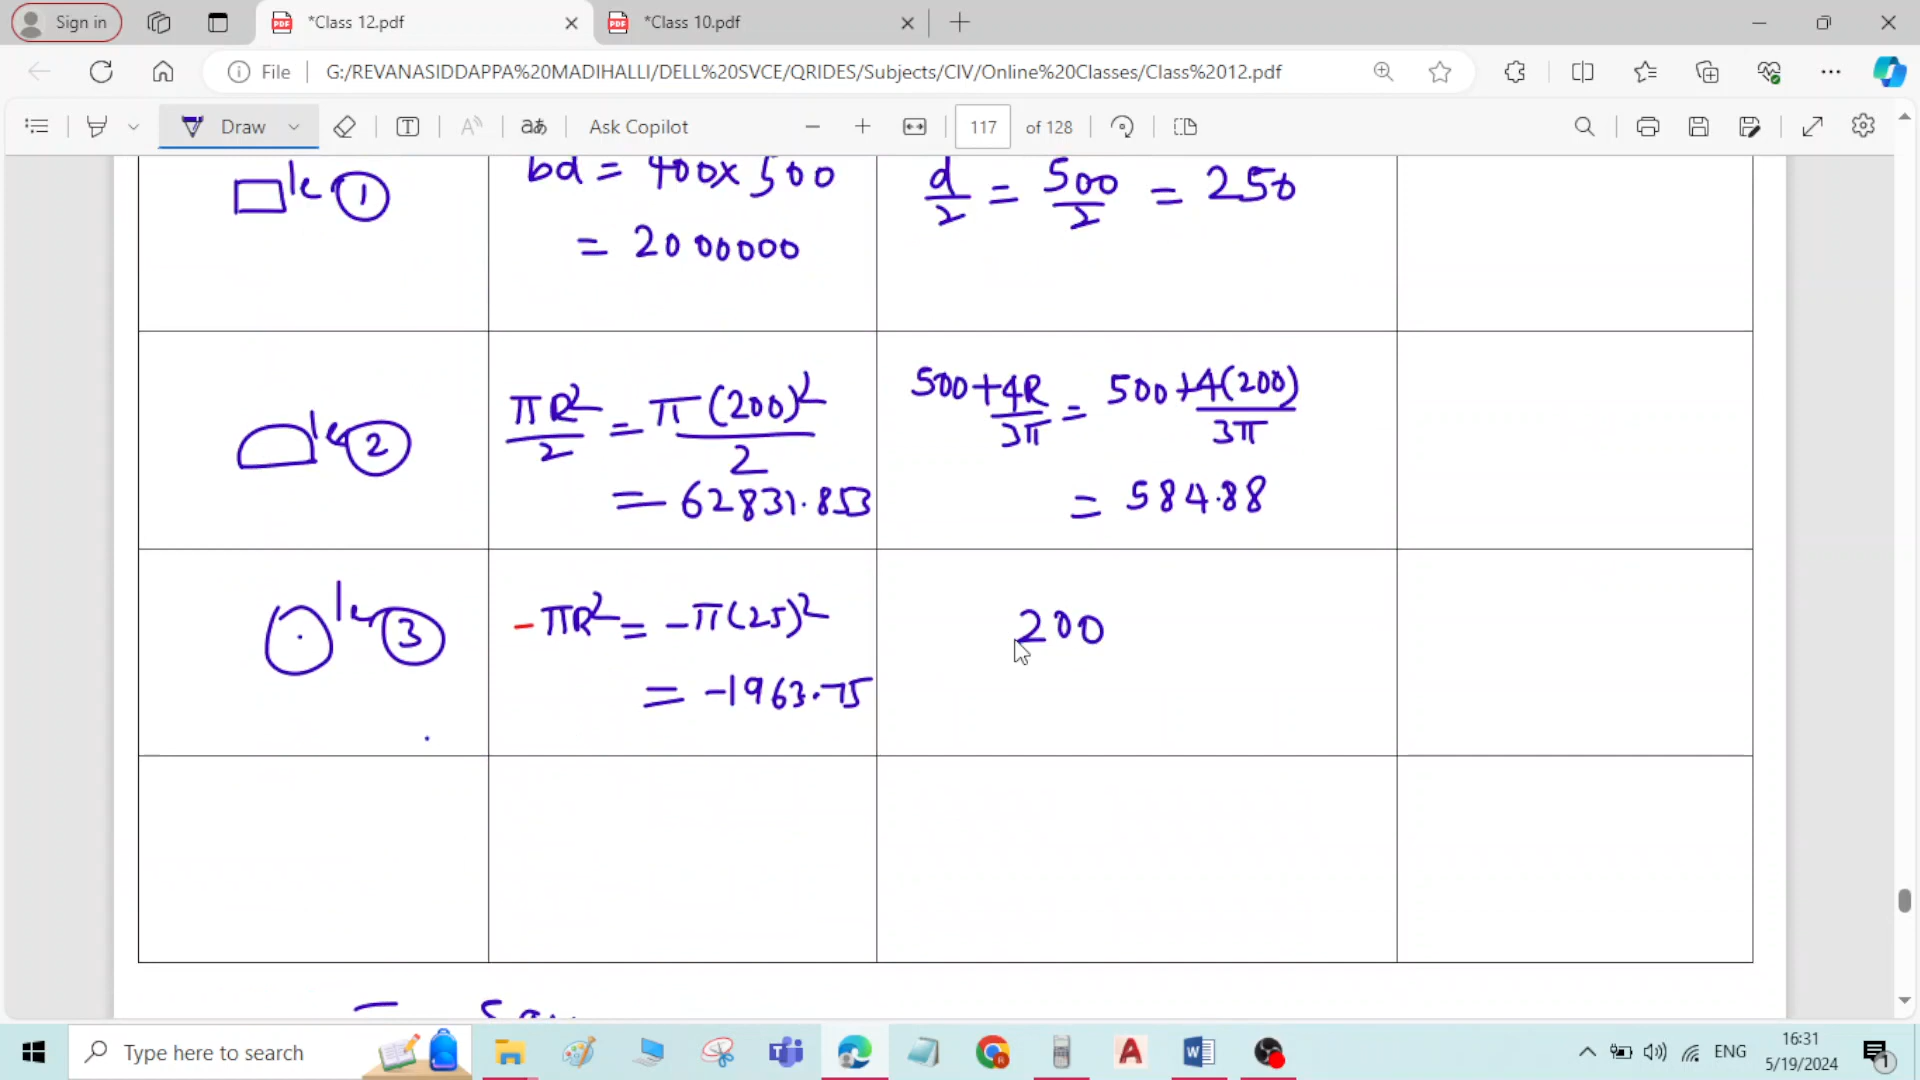 Sign in
*Class 12.pdf
*Class 10.pdf
File
G:/REVANASIDDAPPA%20MADIHALLI/DELL%20SVCE/QRIDES/Subjects/CIV/Online%20Classes/Class%2012.pdf
Draw
Ask Copilot
117 of 128
1
bd = 400x 500
= 2000000
d/2 = 500/2 = 250
2
πR²/2 = π(200)²/2
= 62831.853
500+4R/3π = 500+4(200)/3π
= 584.88
3
-πR² = -π(25)²
= -1963.75
200
Type here to search
ENG
16:31
5/19/2024
1